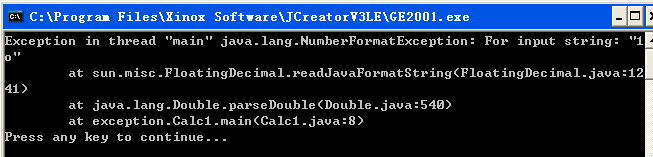 C:\Program Files\Xinox Software\JCreatorV3LE\GE2001.exe
Exception in thread "main" java.lang.NumberFormatException: For input string: "1
o"
at sun.misc.FloatingDecimal.readJavaFormatString(FloatingDecimal.java:12
41)
at java.lang.Double.parseDouble(Double.java:540)
at exception.Calc1.main(Calc1.java:8)
Press any key to continue...